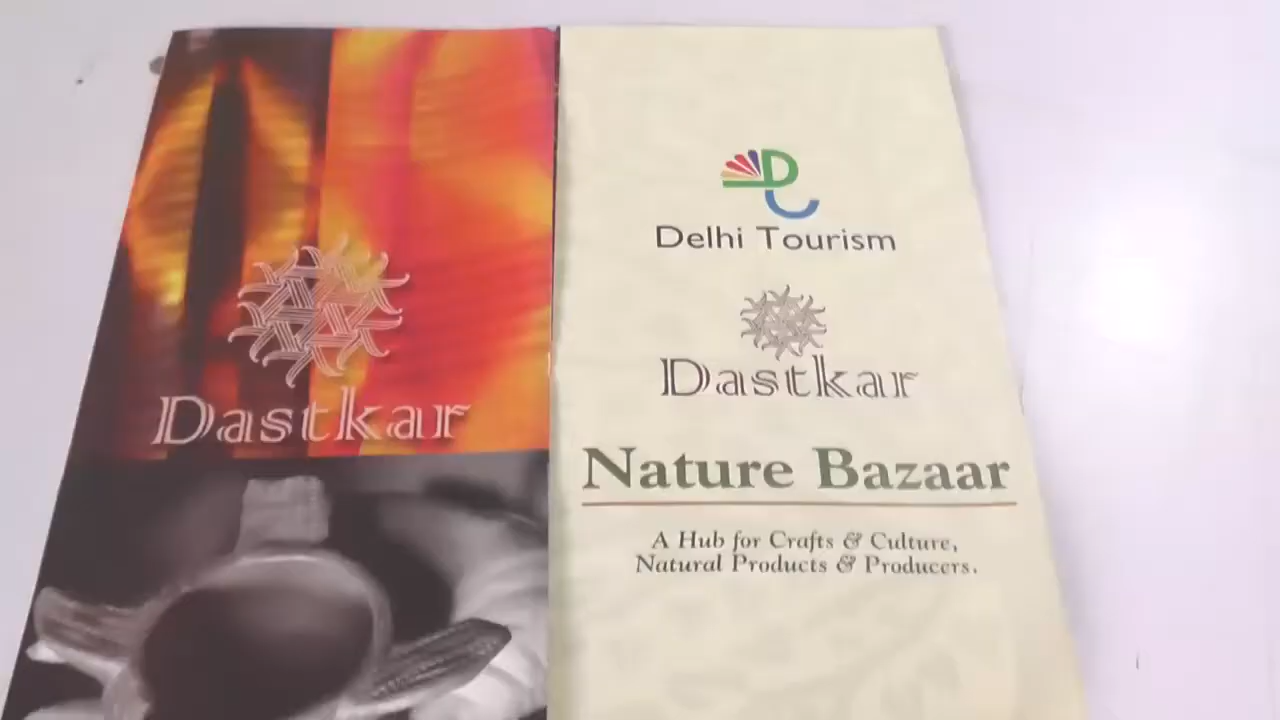 Dastkar
Delhi Tourism
Dastkar
Nature Bazaar
A Hub for Crafts & Culture,
Natural Products & Producers.